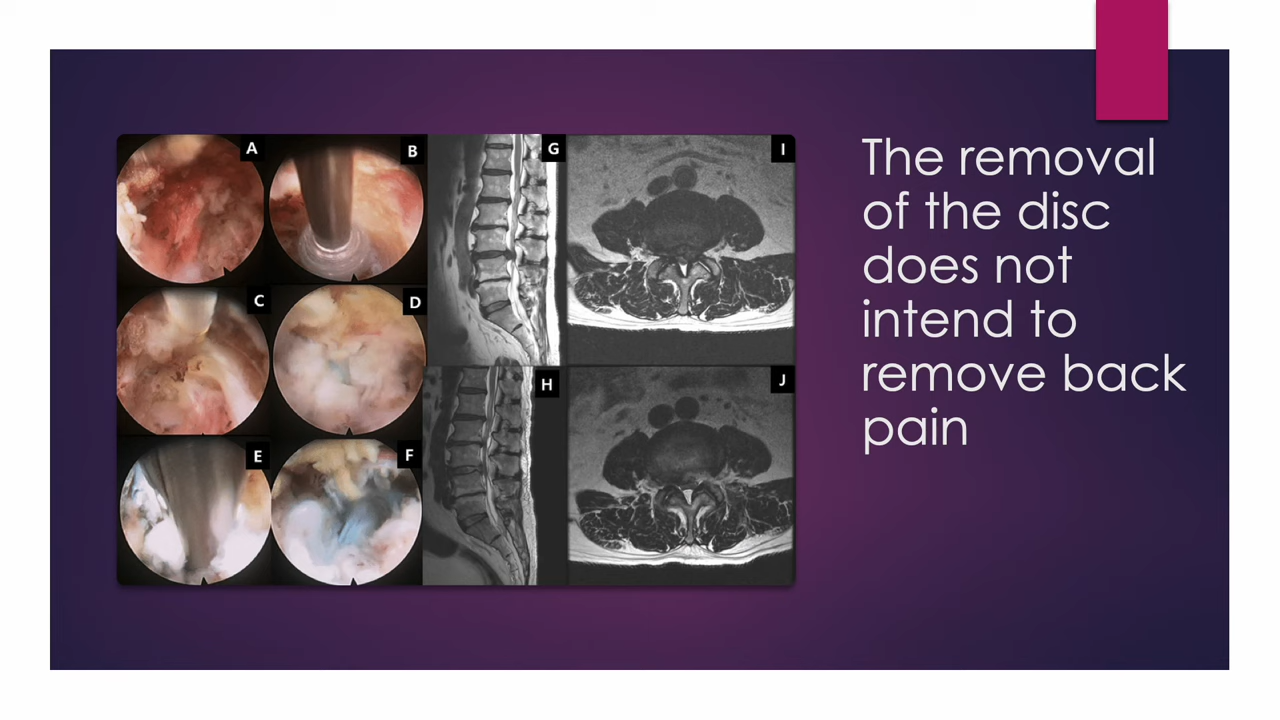 A
B
C
D
E
F
G
H
I
J
The removal
of the disc
does not
intend to
remove back
pain